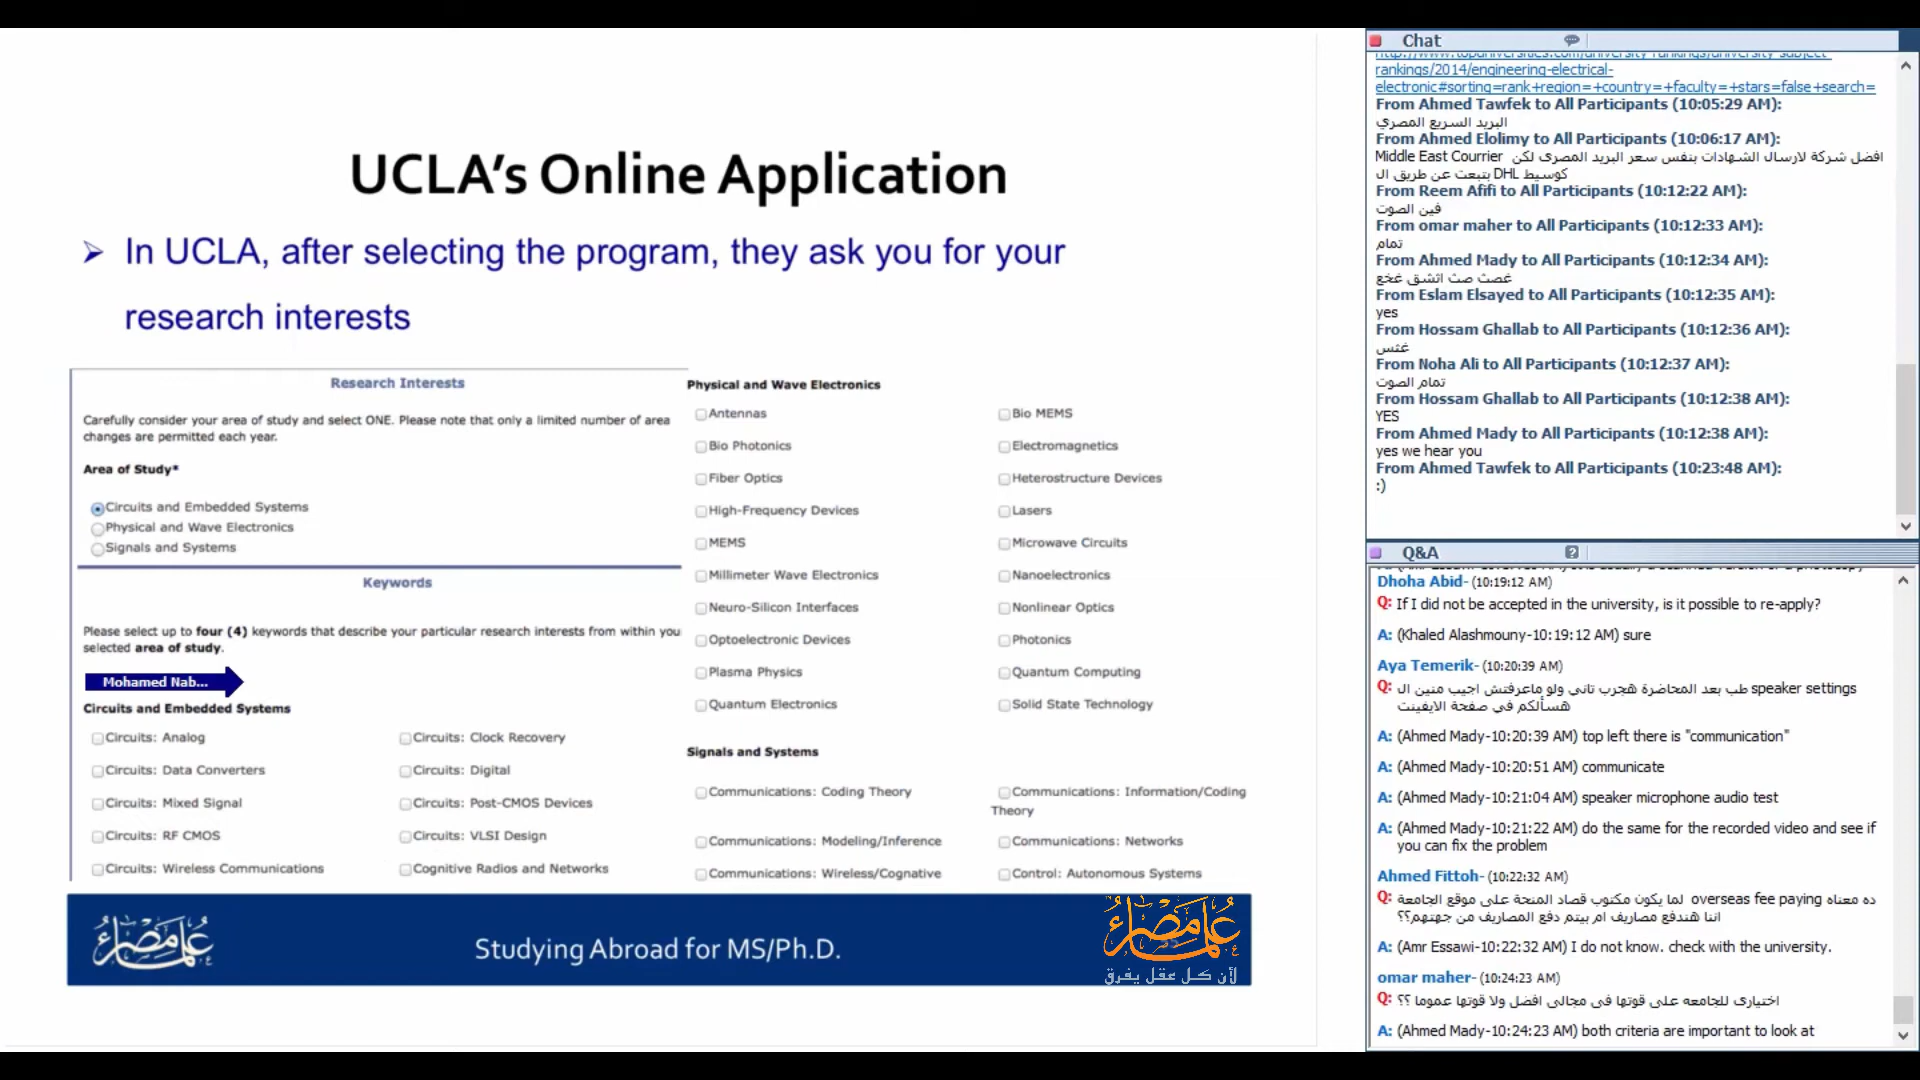 UCLA's Online Application
➢ In UCLA, after selecting the program, they ask you for your
research interests
Research Interests
Carefully consider your area of study and select ONE. Please note that only a limited number of area
changes are permitted each year.
Area of Study*
Circuits and Embedded Systems
Physical and Wave Electronics
Signals and Systems
Keywords
Please select up to four (4) keywords that describe your particular research interests from within you
selected area of study.
Mohamed Nab...
Circuits and Embedded Systems
Circuits: Analog
Circuits: Clock Recovery
Circuits: Data Converters
Circuits: Digital
Circuits: Mixed Signal
Circuits: Post-CMOS Devices
Circuits: RF CMOS
Circuits: VLSI Design
Circuits: Wireless Communications
Cognitive Radios and Networks
Physical and Wave Electronics
Antennas
Bio MEMS
Bio Photonics
Electromagnetics
Fiber Optics
Heterostructure Devices
High-Frequency Devices
Lasers
MEMS
Microwave Circuits
Millimeter Wave Electronics
Nanoelectronics
Neuro-Silicon Interfaces
Nonlinear Optics
Optoelectronic Devices
Photonics
Plasma Physics
Quantum Computing
Quantum Electronics
Solid State Technology
Signals and Systems
Communications: Coding Theory
Communications: Information/Coding
Theory
Communications: Modeling/Inference
Communications: Networks
Communications: Wireless/Cognative
Control: Autonomous Systems
علماء مصر
Studying Abroad for MS/Ph.D.
علماء مصر
لأن كل عقل يفرق
Chat
http://www.topuniversities.com/university-rankings/university-subject-
rankings/2014/engineering-electrical-
electronic#sorting=rank+region=+country=+faculty=+stars=false+search=
From Ahmed Tawfek to All Participants (10:05:29 AM):
البريد السريع المصري
From Ahmed Elolimy to All Participants (10:06:17 AM):
افضل شركة لارسال الشهادات بنفس سعر البريد المصرى لكن Middle East Courrier
كوسيط DHL بتبعت عن طريق ال
From Reem Afifi to All Participants (10:12:22 AM):
فين الصوت
From omar maher to All Participants (10:12:33 AM):
تمام
From Ahmed Mady to All Participants (10:12:34 AM):
غصث صث اثشق غخع
From Eslam Elsayed to All Participants (10:12:35 AM):
yes
From Hossam Ghallab to All Participants (10:12:36 AM):
غثس
From Noha Ali to All Participants (10:12:37 AM):
تمام الصوت
From Hossam Ghallab to All Participants (10:12:38 AM):
YES
From Ahmed Mady to All Participants (10:12:38 AM):
yes we hear you
From Ahmed Tawfek to All Participants (10:23:48 AM):
:)
Q&A
Dhoha Abid- (10:19:12 AM)
Q: If I did not be accepted in the university, is it possible to re-apply?
A: (Khaled Alashmouny-10:19:12 AM) sure
Aya Temerik- (10:20:39 AM)
Q: طب بعد المحاضرة هجرب تانى ولو ماعرفتش اجيب منين ال speaker settings
هسألكم في صفحة الايفينت
A: (Ahmed Mady-10:20:39 AM) top left there is "communication"
A: (Ahmed Mady-10:20:51 AM) communicate
A: (Ahmed Mady-10:21:04 AM) speaker microphone audio test
A: (Ahmed Mady-10:21:22 AM) do the same for the recorded video and see if
you can fix the problem
Ahmed Fittoh- (10:22:32 AM)
Q: لما يكون مكتوب قصاد المنحة على موقع الجامعة overseas fee paying ده معناه
اننا هندفع مصاريف ام بيتم دفع المصاريف من جهتهم؟؟
A: (Amr Essawi-10:22:32 AM) I do not know. check with the university.
omar maher- (10:24:23 AM)
Q: اختيارى للجامعه على قوتها فى مجالى افضل ولا قوتها عموما ؟؟
A: (Ahmed Mady-10:24:23 AM) both criteria are important to look at